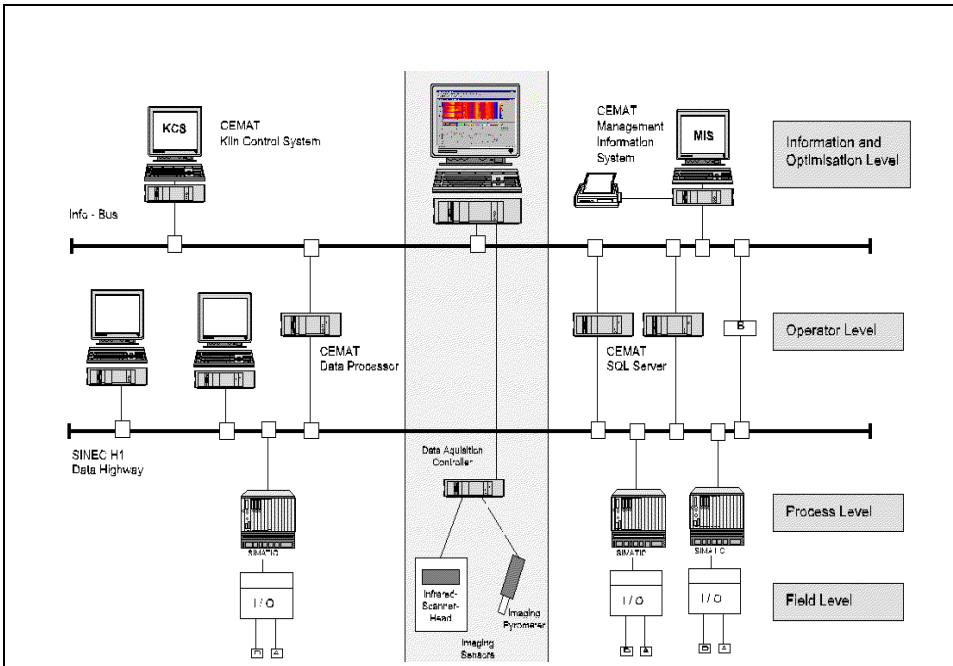 KCS
CEMAT
Kiln Control System
CEMAT
Management
Information
System
MIS
Information and
Optimisation Level
Info - Bus
CEMAT
Data Processor
CEMAT
SQL Server
B
Operator Level
SINEC H1
Data Highway
Data Aquisition
Controller
Process Level
SIMATIC
SIMATIC
SIMATIC
I / O
Infrared-
Scanner-
Head
Imaging
Pyrometer
I / O
I / O
Field Level
Imaging
Sensors